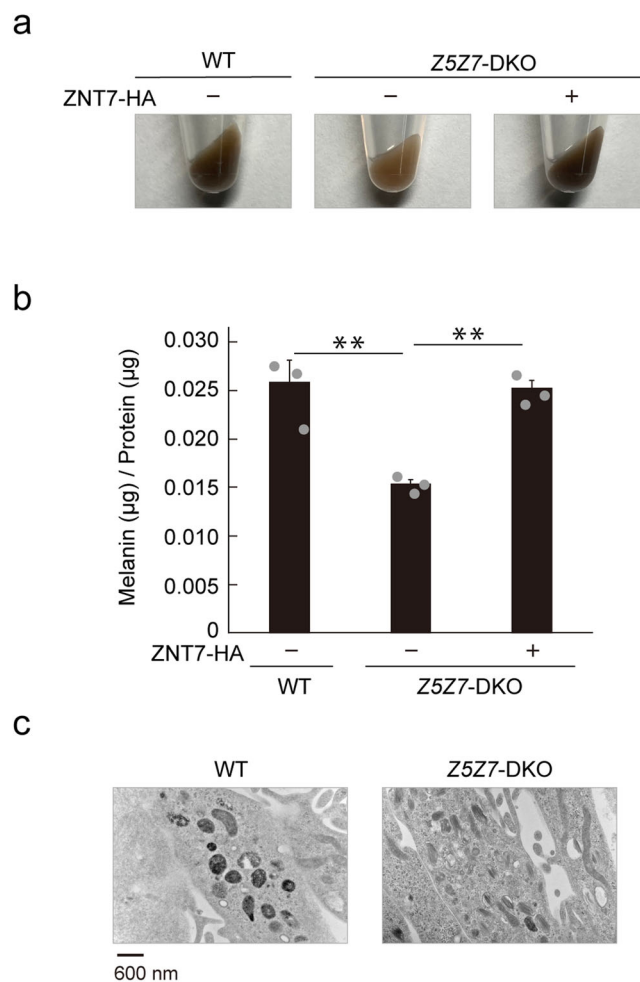 a
WT Z5Z7-DKO
ZNT7-HA − − +
b
Melanin (µg) / Protein (µg)
0.030
0.025
0.020
0.015
0.010
0.005
0
** **
ZNT7-HA − − +
WT Z5Z7-DKO
c
WT Z5Z7-DKO
600 nm